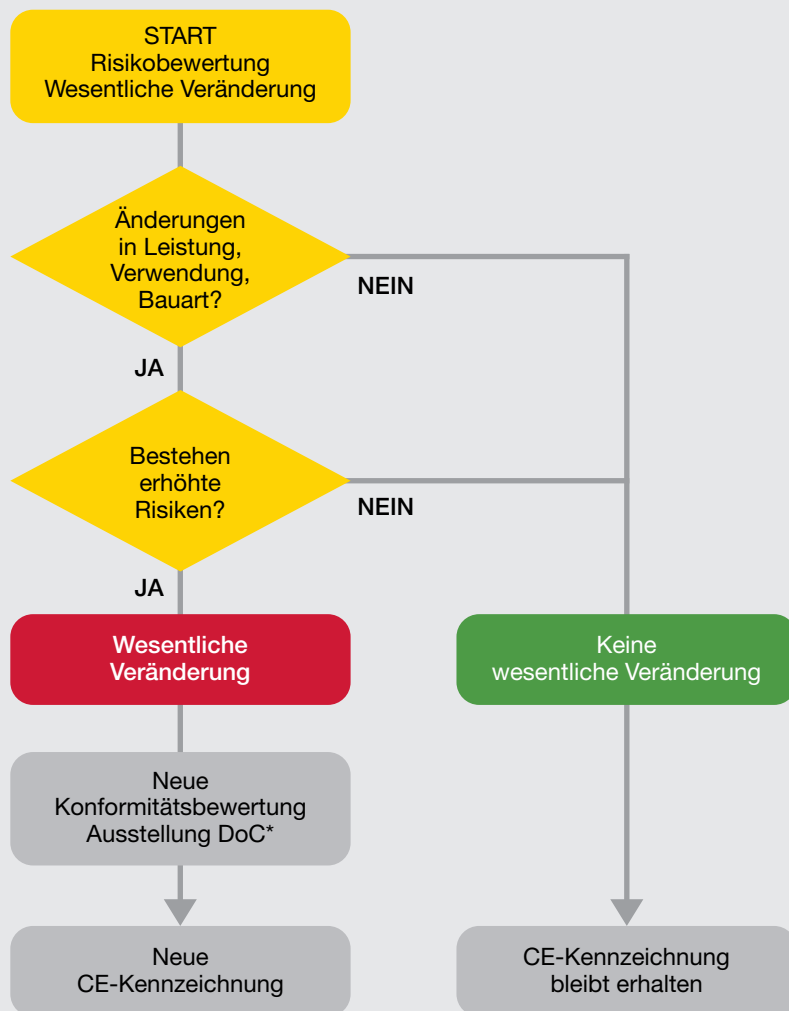 START
Risikobewertung
Wesentliche Veränderung
Änderungen
in Leistung,
Verwendung,
Bauart?
NEIN
JA
Bestehen
erhöhte
Risiken?
NEIN
JA
Wesentliche
Veränderung
Keine
wesentliche Veränderung
Neue
Konformitätsbewertung
Ausstellung DoC*
Neue
CE-Kennzeichnung
CE-Kennzeichnung
bleibt erhalten